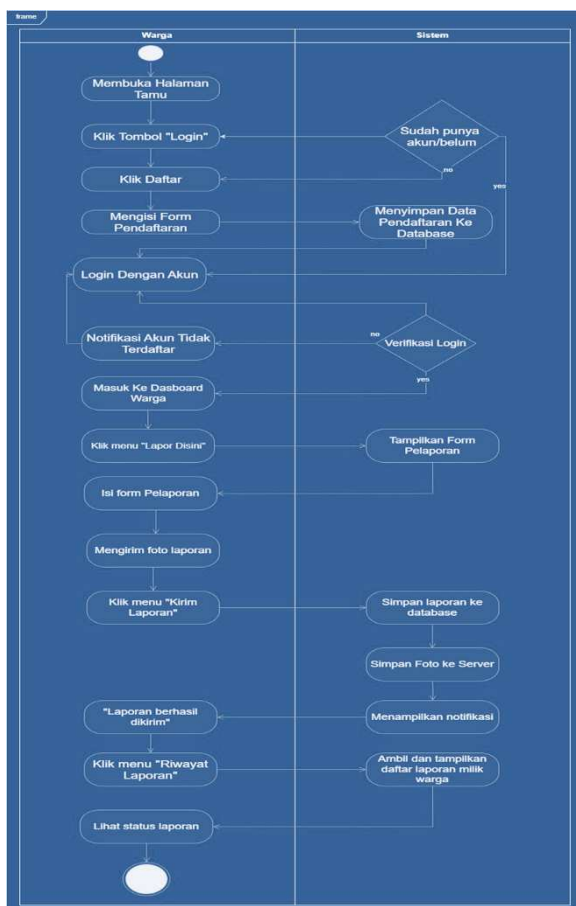 frame
Warga
Sistem
Membuka Halaman
Tamu
Klik Tombol "Login"
Sudah punya
akun/belum
no
yes
Klik Daftar
Mengisi Form
Pendaftaran
Menyimpan Data
Pendaftaran Ke
Database
Login Dengan Akun
Notifikasi Akun Tidak
Terdaftar
no
Verifikasi Login
yes
Masuk Ke Dasboard
Warga
Klik menu "Lapor Disini"
Tampilkan Form
Pelaporan
Isi form Pelaporan
Mengirim foto laporan
Klik menu "Kirim
Laporan"
Simpan laporan ke
database
Simpan Foto ke Server
"Laporan berhasil
dikirim"
Menampilkan notifikasi
Klik menu "Riwayat
Laporan"
Ambil dan tampilkan
daftar laporan milik
warga
Lihat status laporan